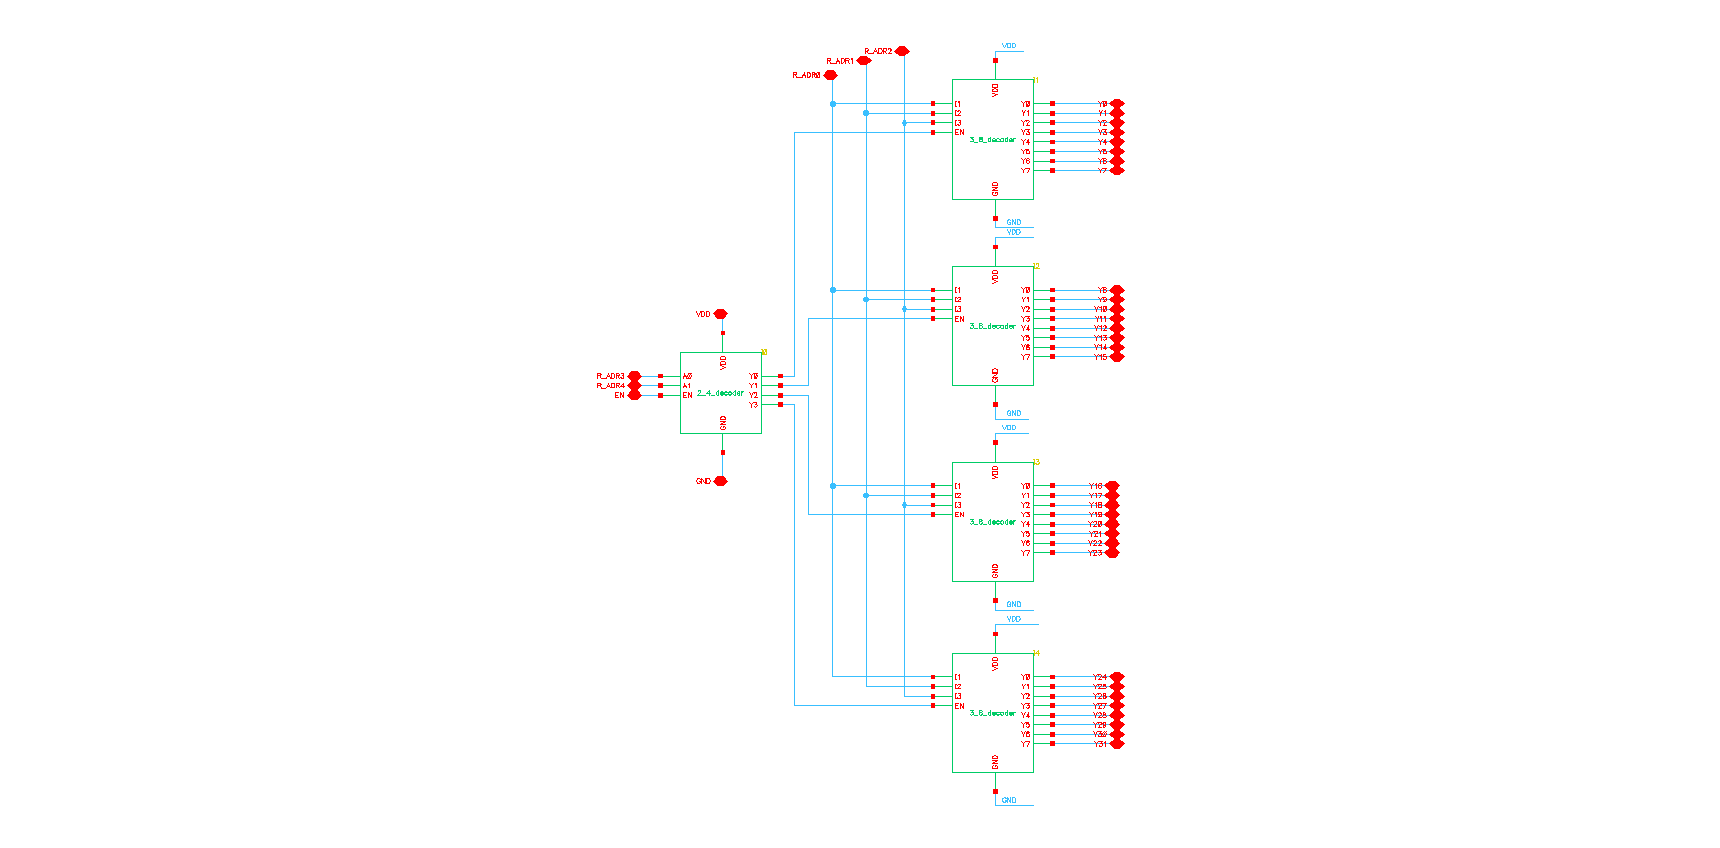 R_ADR2
R_ADR1
R_ADR0
VDD
VDD
I1
I2
I3
EN
3_8_decoder
Y0
Y1
Y2
Y3
Y4
Y5
Y6
Y7
GND
Y0
Y1
Y2
Y3
Y4
Y5
Y6
Y7
GND
VDD
VDD
I1
I2
I3
EN
3_8_decoder
Y0
Y1
Y2
Y3
Y4
Y5
Y6
Y7
GND
Y8
Y9
Y10
Y11
Y12
Y13
Y14
Y15
GND
VDD
VDD
R_ADR3
R_ADR4
EN
A0
A1
EN
2_4_decoder
Y0
Y1
Y2
Y3
GND
GND
VDD
VDD
I1
I2
I3
EN
3_8_decoder
Y0
Y1
Y2
Y3
Y4
Y5
Y6
Y7
GND
Y16
Y17
Y18
Y19
Y20
Y21
Y22
Y23
GND
VDD
VDD
I1
I2
I3
EN
3_8_decoder
Y0
Y1
Y2
Y3
Y4
Y5
Y6
Y7
GND
Y24
Y25
Y26
Y27
Y28
Y29
Y30
Y31
GND